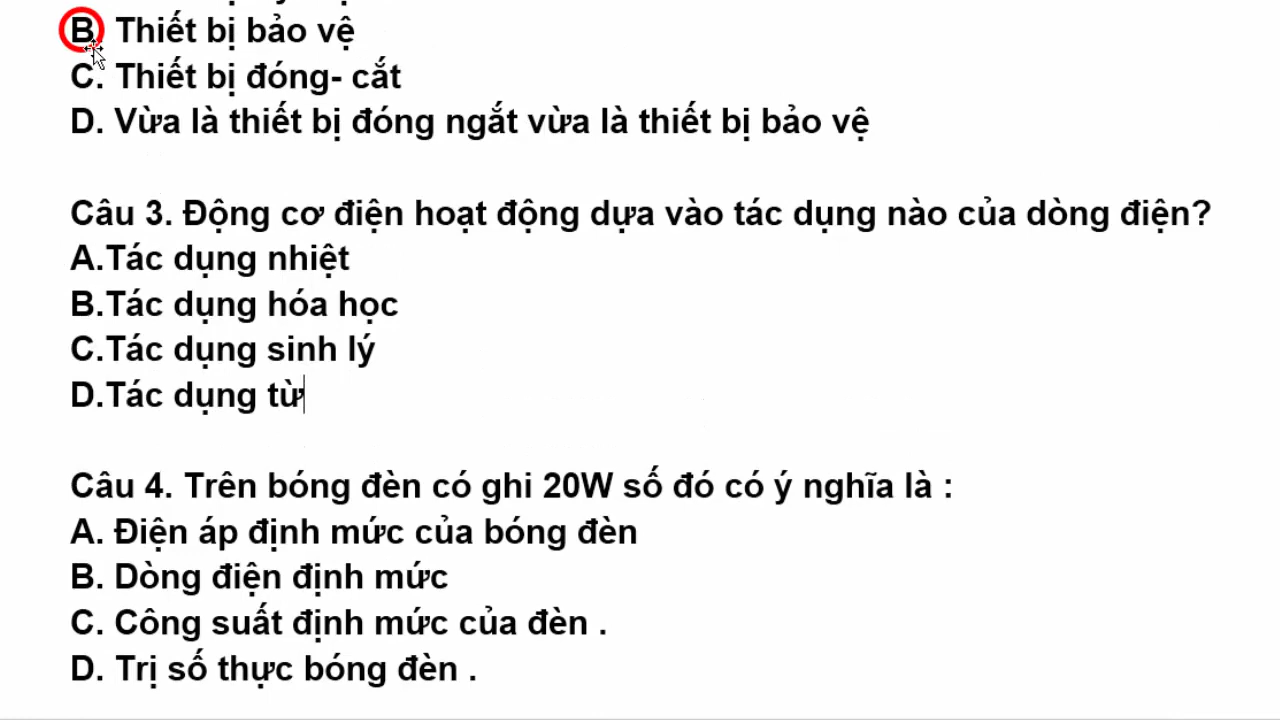 B. Thiết bị bảo vệ
C. Thiết bị đóng- cắt
D. Vừa là thiết bị đóng ngắt vừa là thiết bị bảo vệ
Câu 3. Động cơ điện hoạt động dựa vào tác dụng nào của dòng điện?
A.Tác dụng nhiệt
B.Tác dụng hóa học
C.Tác dụng sinh lý
D.Tác dụng từ
Câu 4. Trên bóng đèn có ghi 20W số đó có ý nghĩa là :
A. Điện áp định mức của bóng đèn
B. Dòng điện định mức
C. Công suất định mức của đèn .
D. Trị số thực bóng đèn .